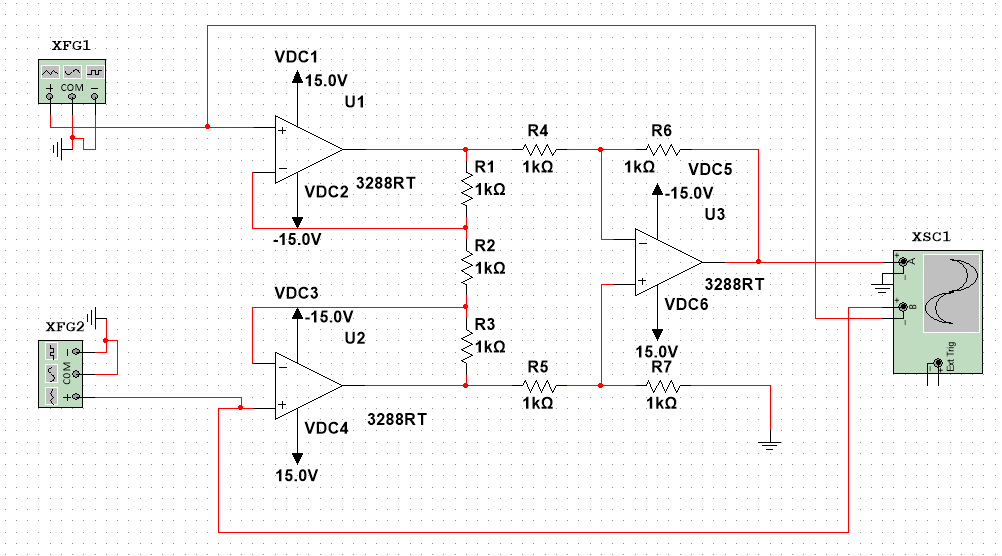 XFG1
+ COM −
VDC1
15.0V
U1
+
−
3288RT
VDC2
-15.0V
R4
1kΩ
R6
1kΩ
R1
1kΩ
VDC5
-15.0V
U3
−
+
3288RT
VDC6
15.0V
R2
1kΩ
XSC1
+ A
−
+ B
−
Ext Trig
+
−
VDC3
-15.0V
U2
−
+
3288RT
VDC4
15.0V
R3
1kΩ
R5
1kΩ
R7
1kΩ
XFG2
−
COM
+